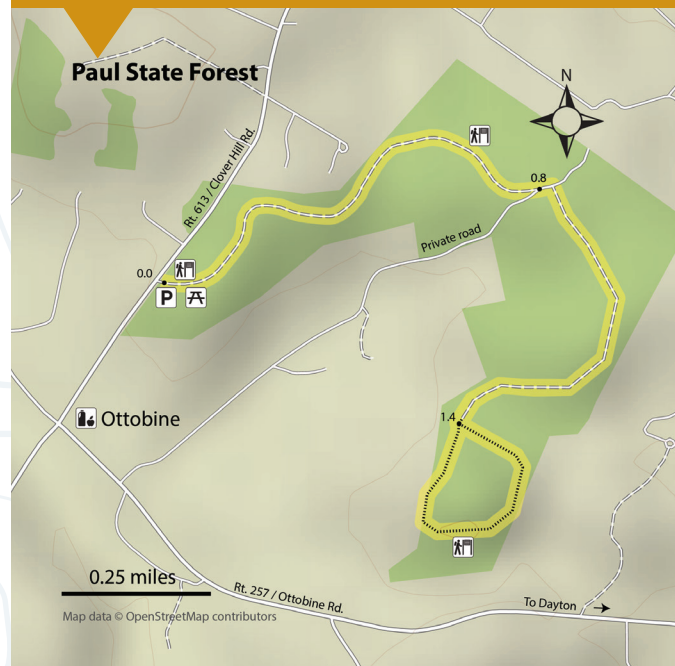 Paul State Forest
N
Rt. 613 / Clover Hill Rd.
0.8
Private road
0.0
P
1.4
Ottobine
0.25 miles
Rt. 257 / Ottobine Rd.
To Dayton
Map data © OpenStreetMap contributors